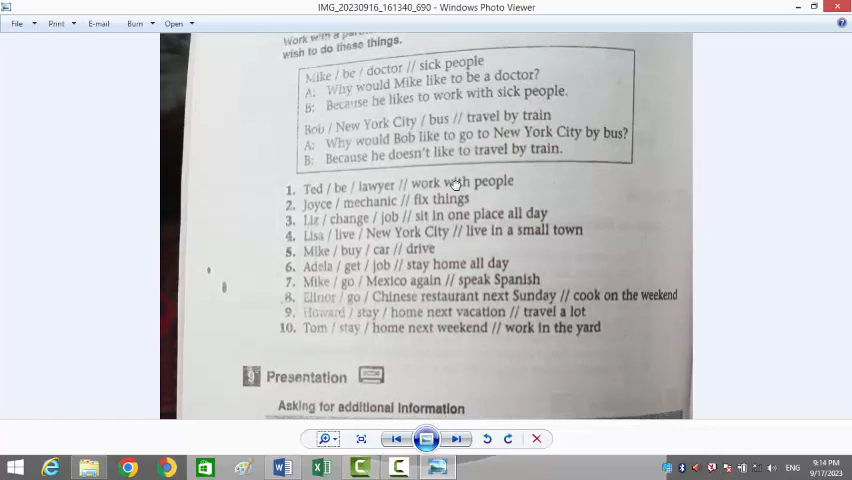 IMG_20230916_161340_690 - Windows Photo Viewer
File Print E-mail Burn Open
Work with a
wish to do these things.
Mike / be / doctor // sick people
A: Why would Mike like to be a doctor?
B: Because he likes to work with sick people.
Bob / New York City / bus // travel by train
A: Why would Bob like to go to New York City by bus?
B: Because he doesn't like to travel by train.
1. Ted / be / lawyer // work with people
2. Joyce / mechanic // fix things
3. Liz / change / job // sit in one place all day
4. Lisa / live / New York City // live in a small town
5. Mike / buy / car // drive
6. Adela / get / job // stay home all day
7. Mike / go / Mexico again // speak Spanish
8. Elinor / go / Chinese restaurant next Sunday // cook on the weekend
9. Howard / stay / home next vacation // travel a lot
10. Tom / stay / home next weekend // work in the yard
9 Presentation
Asking for additional information
ENG
9:14 PM
9/17/2023